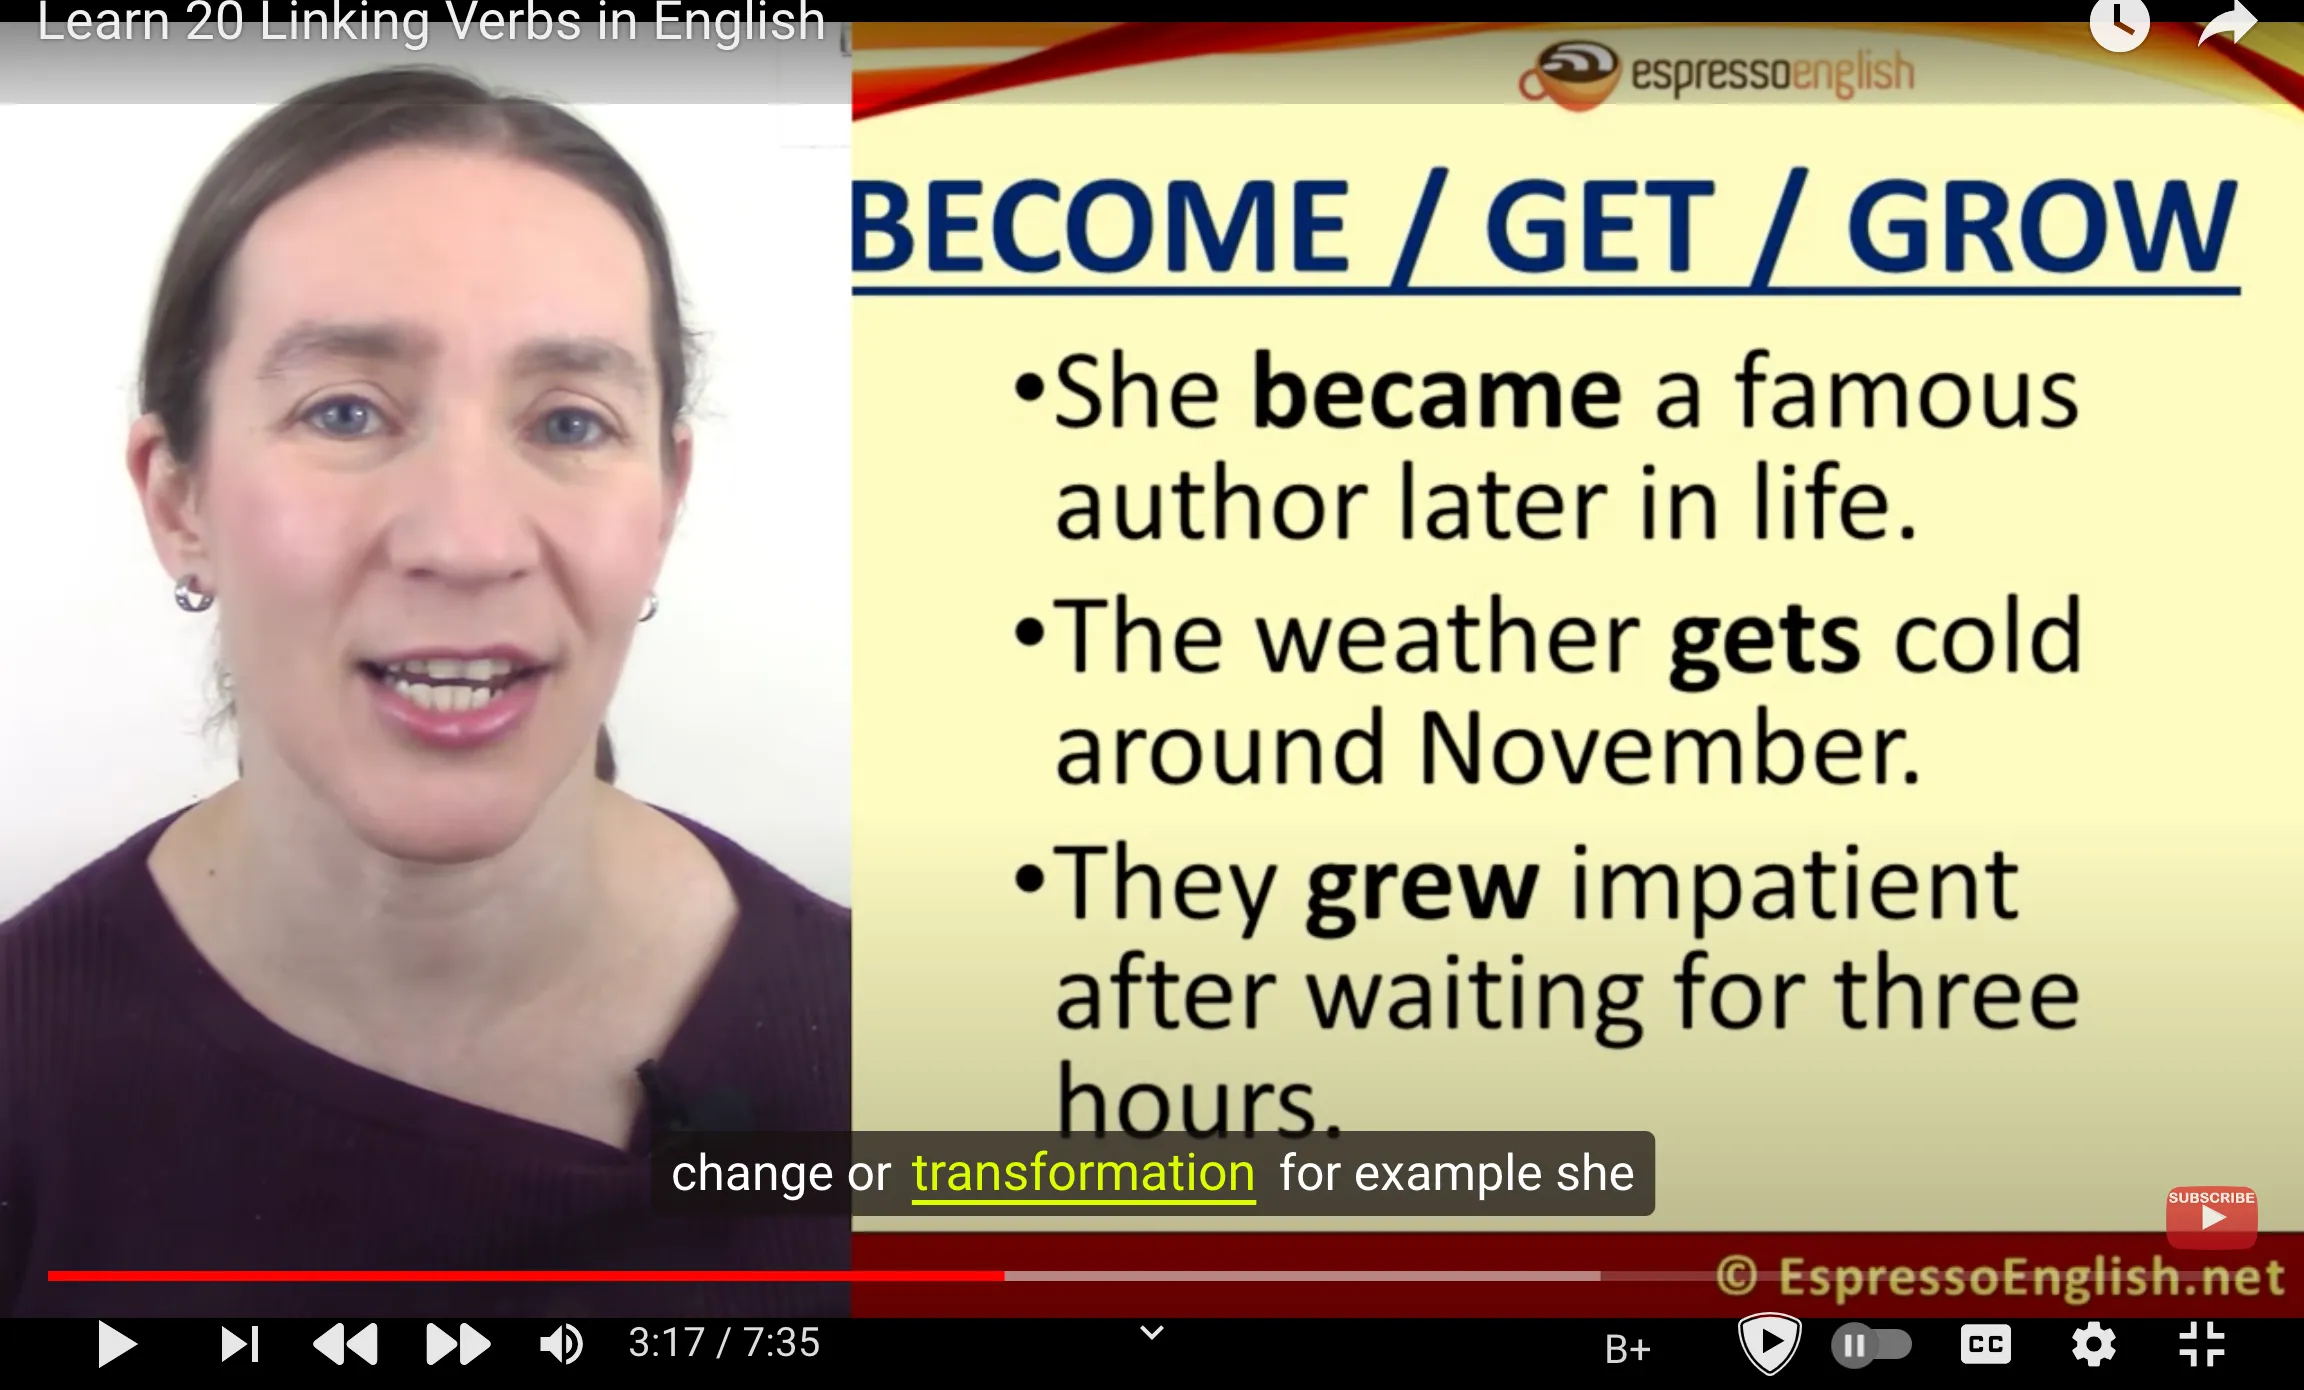 Learn 20 Linking Verbs in English
espressoenglish
BECOME / GET / GROW
•She became a famous
author later in life.
•The weather gets cold
around November.
•They grew impatient
after waiting for three
hours.
change or transformation for example she
SUBSCRIBE
© EspressoEnglish.net
3:17 / 7:35
B+
CC